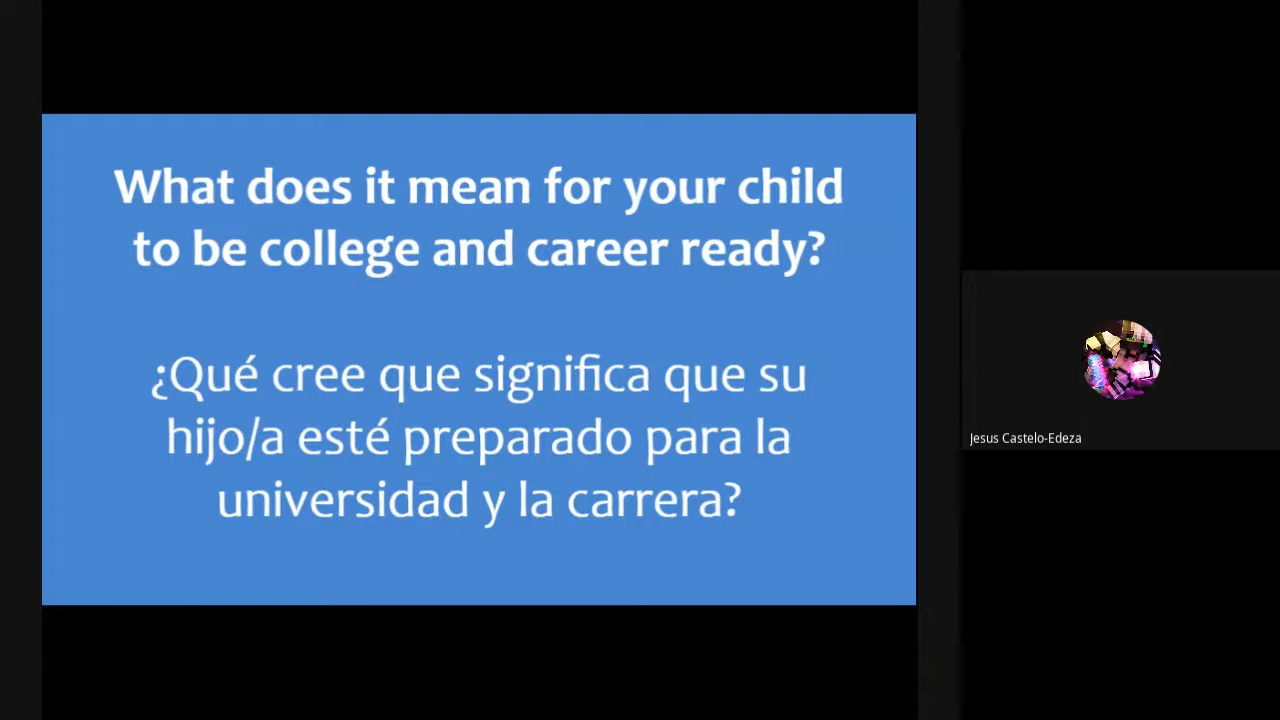 What does it mean for your child
to be college and career ready?
¿Qué cree que significa que su
hijo/a esté preparado para la
universidad y la carrera?
Jesus Castelo-Edeza